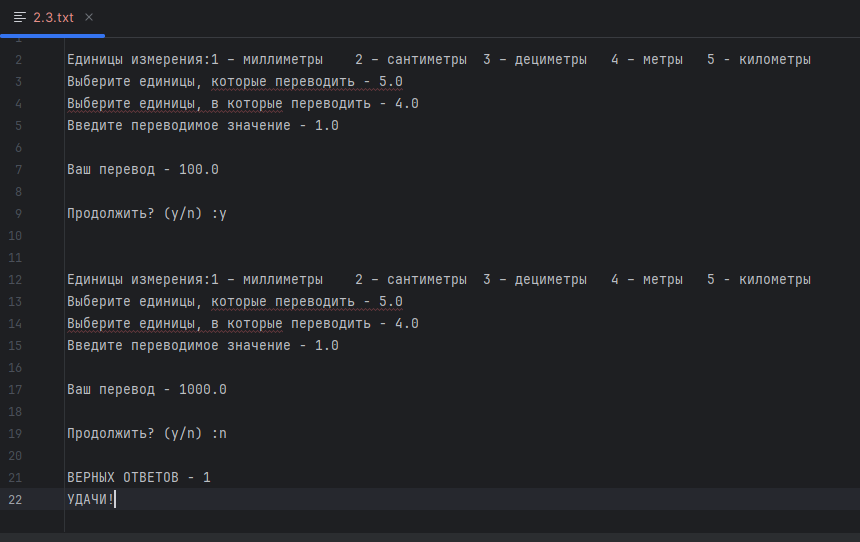 2.3.txt
1
2 Единицы измерения:1 – миллиметры 2 – сантиметры 3 – дециметры 4 – метры 5 - километры
3 Выберите единицы, которые переводить - 5.0
4 Выберите единицы, в которые переводить - 4.0
5 Введите переводимое значение - 1.0
6
7 Ваш перевод - 100.0
8
9 Продолжить? (y/n) :y
10
11
12 Единицы измерения:1 – миллиметры 2 – сантиметры 3 – дециметры 4 – метры 5 - километры
13 Выберите единицы, которые переводить - 5.0
14 Выберите единицы, в которые переводить - 4.0
15 Введите переводимое значение - 1.0
16
17 Ваш перевод - 1000.0
18
19 Продолжить? (y/n) :n
20
21 ВЕРНЫХ ОТВЕТОВ - 1
22 УДАЧИ!